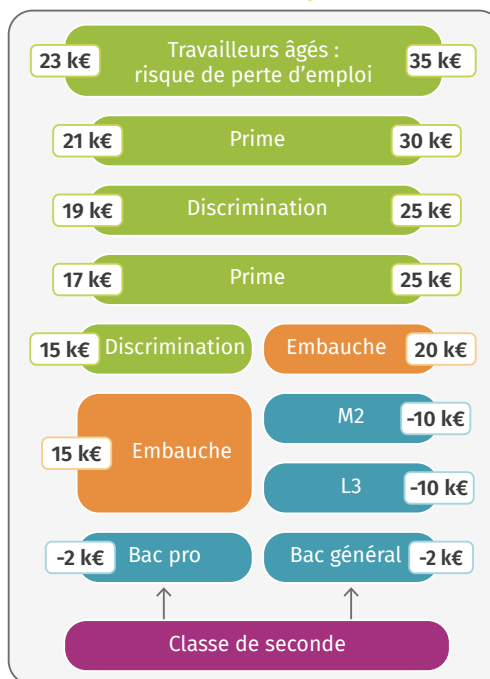 23 k€
Travailleurs âgés :
risque de perte d'emploi
35 k€
21 k€
Prime
30 k€
19 k€
Discrimination
25 k€
17 k€
Prime
25 k€
15 k€
Discrimination
Embauche
20 k€
15 k€
Embauche
M2
-10 k€
L3
-10 k€
-2 k€
Bac pro
Bac général
-2 k€
Classe de seconde